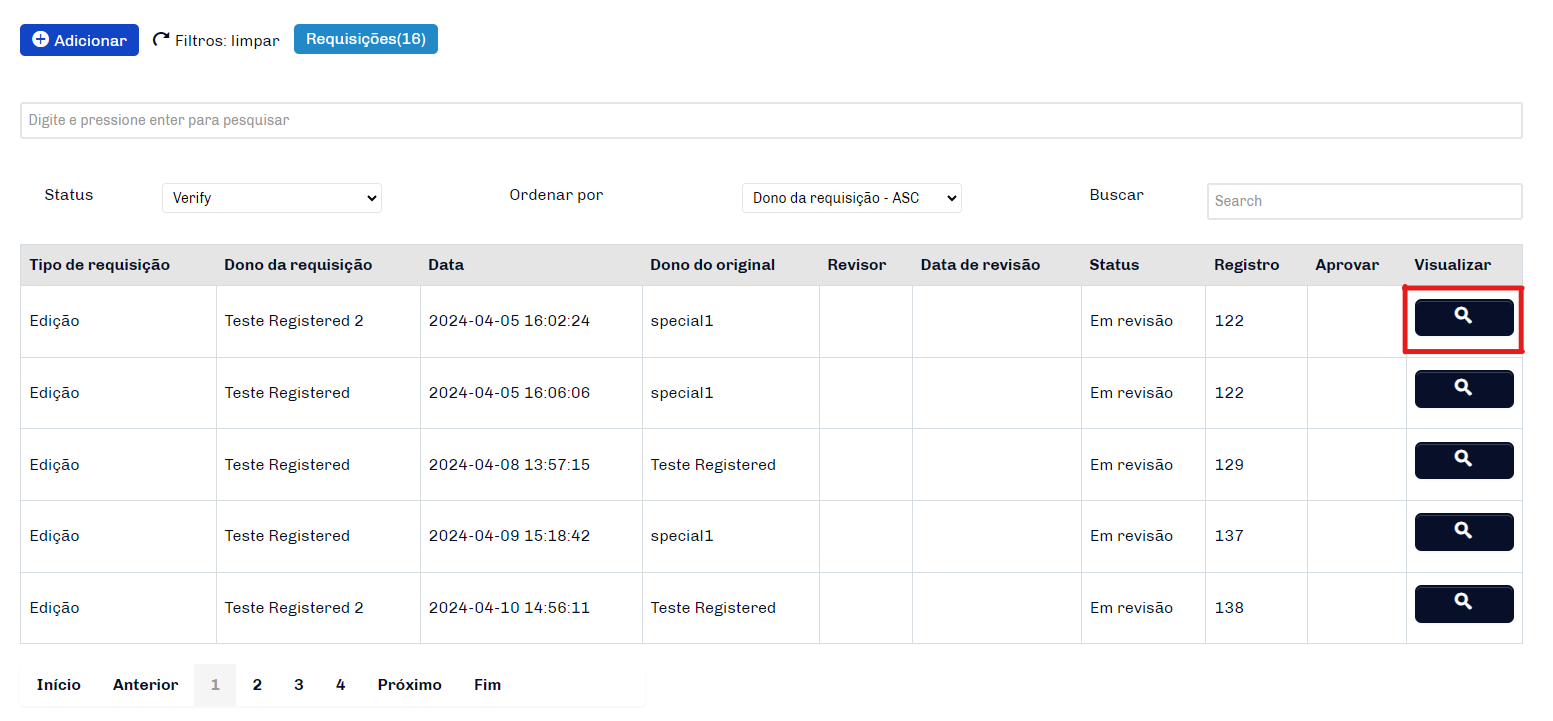 Adicionar Filtros: limpar Requisições(16)
Digite e pressione enter para pesquisar
Status Verify Ordenar por Dono da requisição - ASC Buscar Search
Tipo de requisição Dono da requisição Data Dono do original Revisor Data de revisão Status Registro Aprovar Visualizar
Edição Teste Registered 2 2024-04-05 16:02:24 special1 Em revisão 122
Edição Teste Registered 2024-04-05 16:06:06 special1 Em revisão 122
Edição Teste Registered 2024-04-08 13:57:15 Teste Registered Em revisão 129
Edição Teste Registered 2024-04-09 15:18:42 special1 Em revisão 137
Edição Teste Registered 2 2024-04-10 14:56:11 Teste Registered Em revisão 138
Início Anterior 1 2 3 4 Próximo Fim